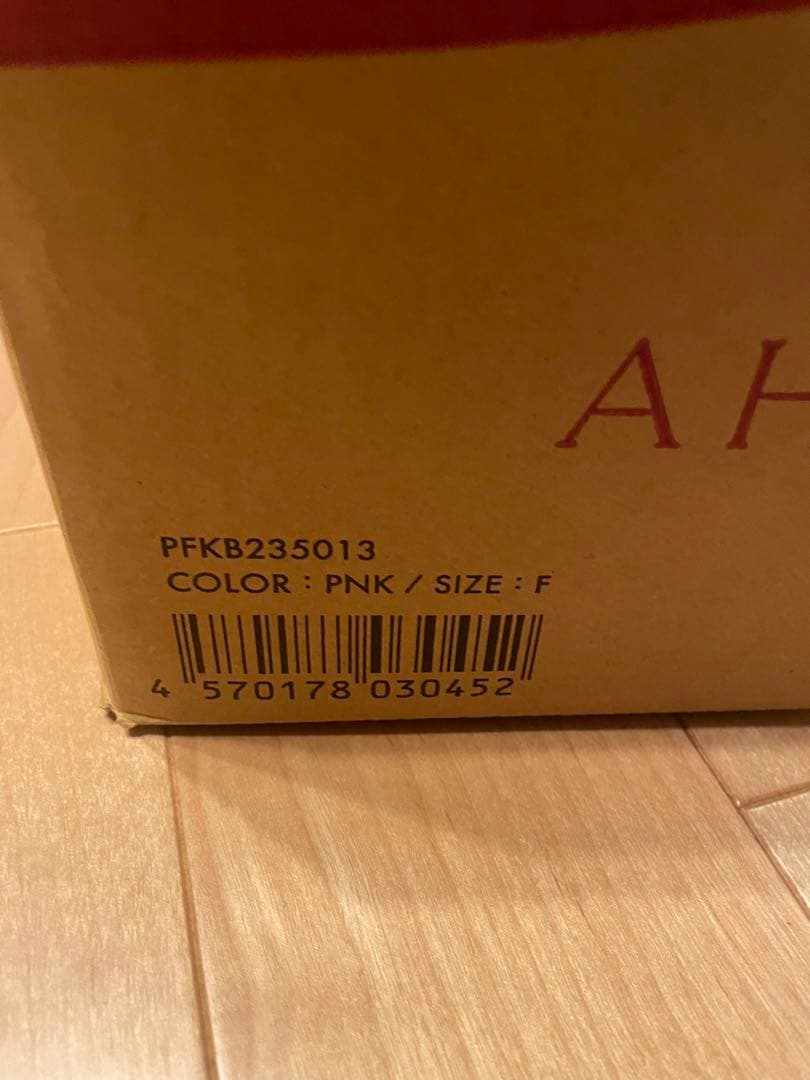 AH
PFKB235013
COLOR : PNK / SIZE : F
4 570178 030452